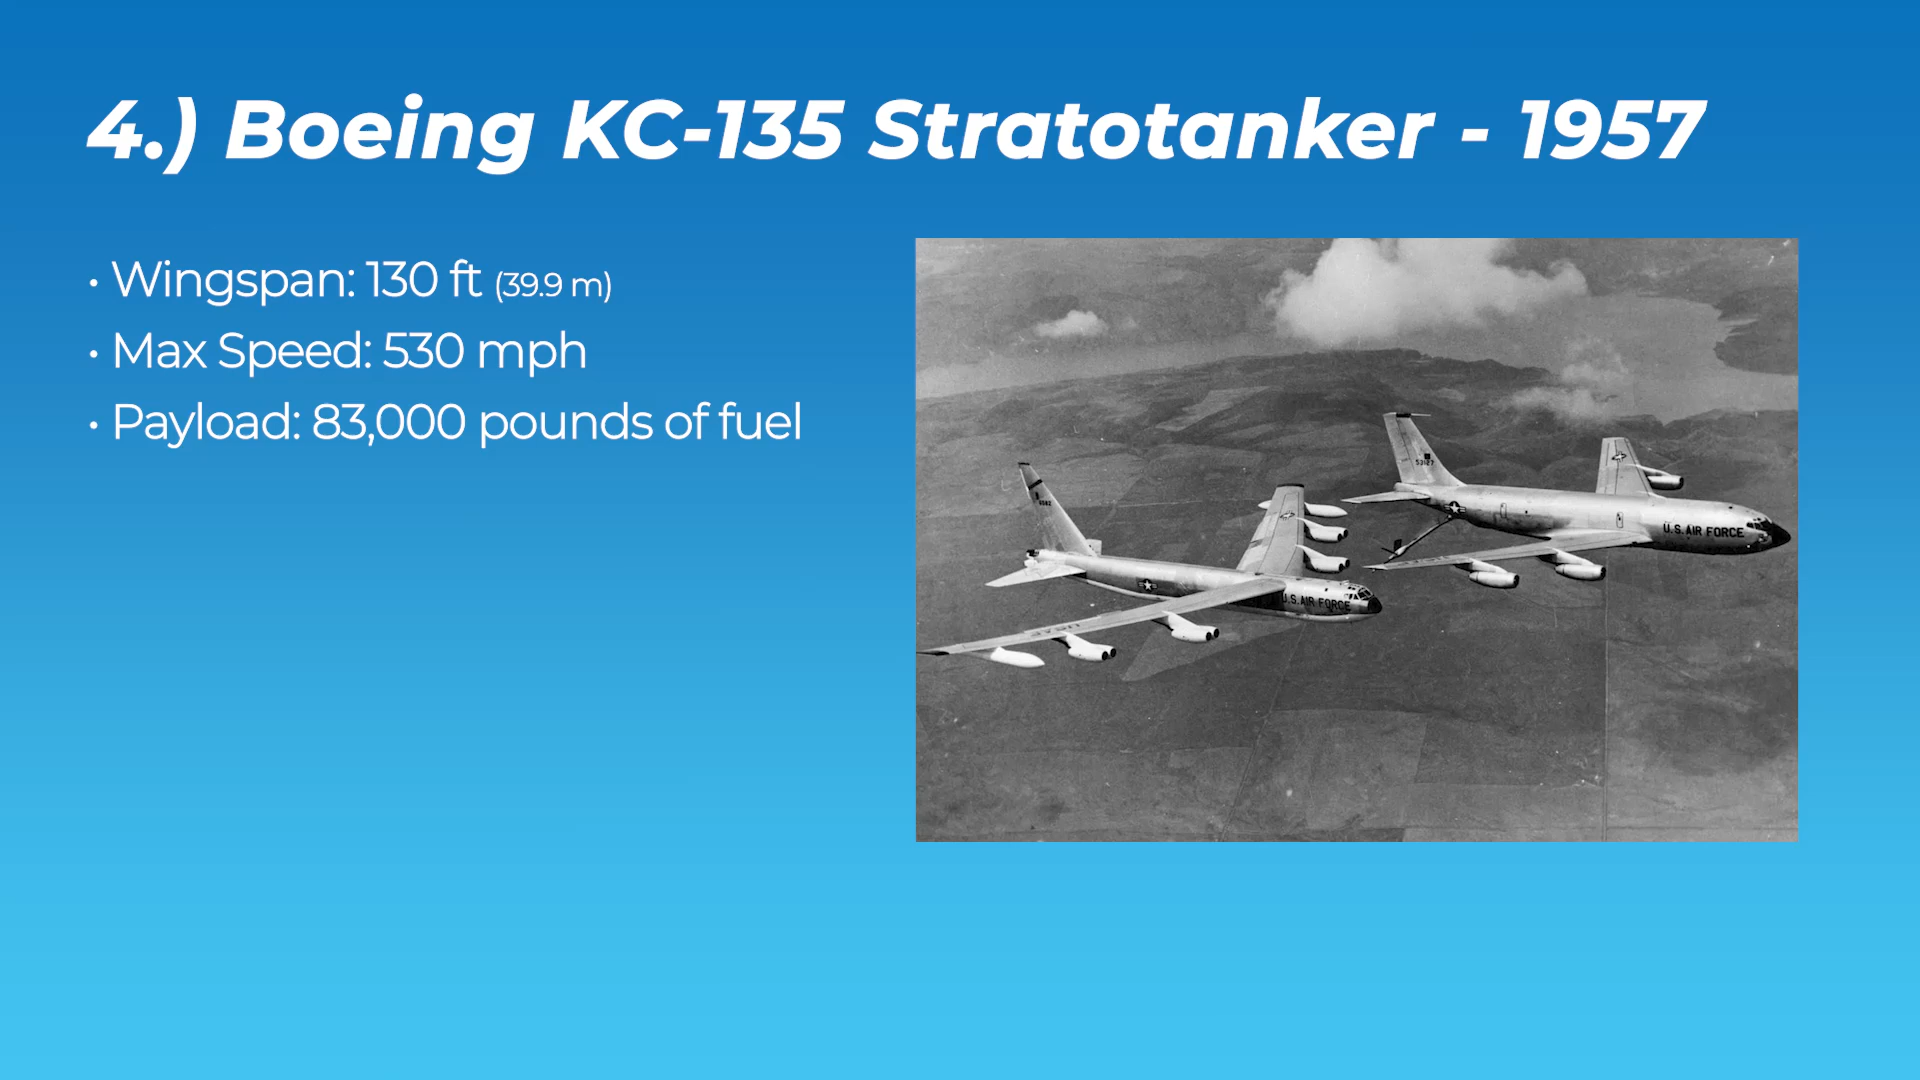 4.) Boeing KC-135 Stratotanker - 1957
• Wingspan: 130 ft (39.9 m)
• Max Speed: 530 mph
• Payload: 83,000 pounds of fuel
53127
U.S. AIR FORCE
U.S. AIR FORCE